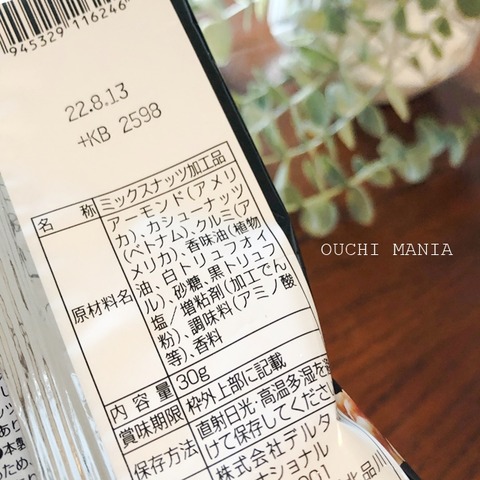 945329 116246
22.8.13
+KB 2598
名 称 ミックスナッツ加工品
原材料名 アーモンド(アメリ
カ)、カシューナッツ
(ベトナム)、クルミ(ア
メリカ)、香味油(植物
油、白トリュフオイ
ル)、砂糖、黒トリュフ
塩/増粘剤(加工でん
粉)、調味料(アミノ酸
等)、香料
内容量 30g
賞味期限 枠外上部に記載
保存方法 直射日光・高温多湿を避
けて保存してくださ
株式会社デルタ
ナショナル
品川
OUCHI MANIA